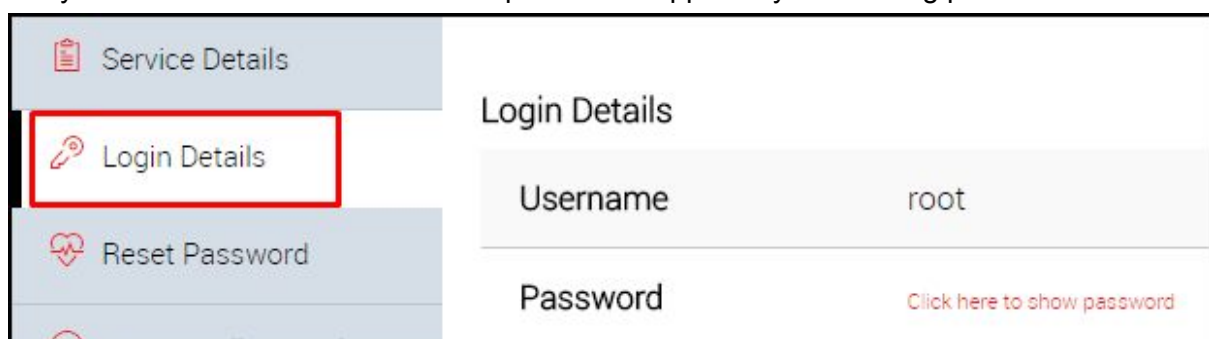 Service Details
Login Details
Reset Password
Login Details
Username root
Password Click here to show password